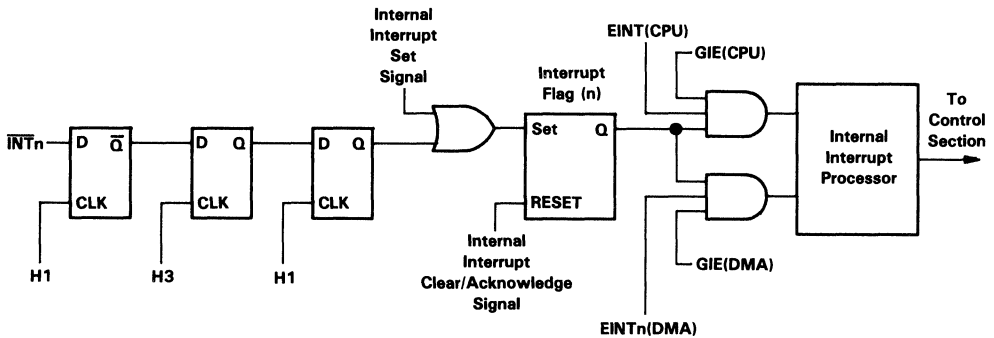 Internal
Interrupt
Set
Signal
EINT(CPU)
GIE(CPU)
Interrupt
Flag (n)
To
Control
Section
INTn
D Q
D Q
D Q
Set Q
Internal
Interrupt
Processor
CLK
CLK
CLK
RESET
H1
H3
H1
Internal
Interrupt
Clear/Acknowledge
Signal
GIE(DMA)
EINTn(DMA)